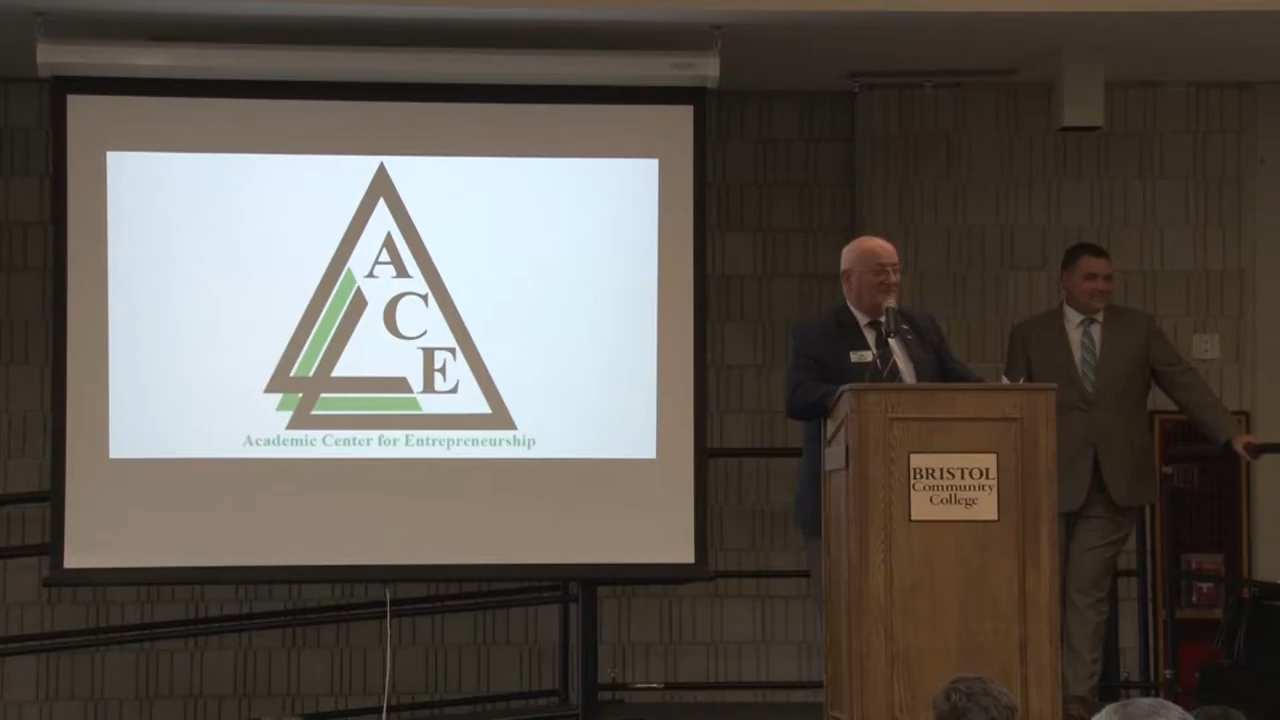 A
C
E
Academic Center for Entrepreneurship
BRISTOL
Community
College